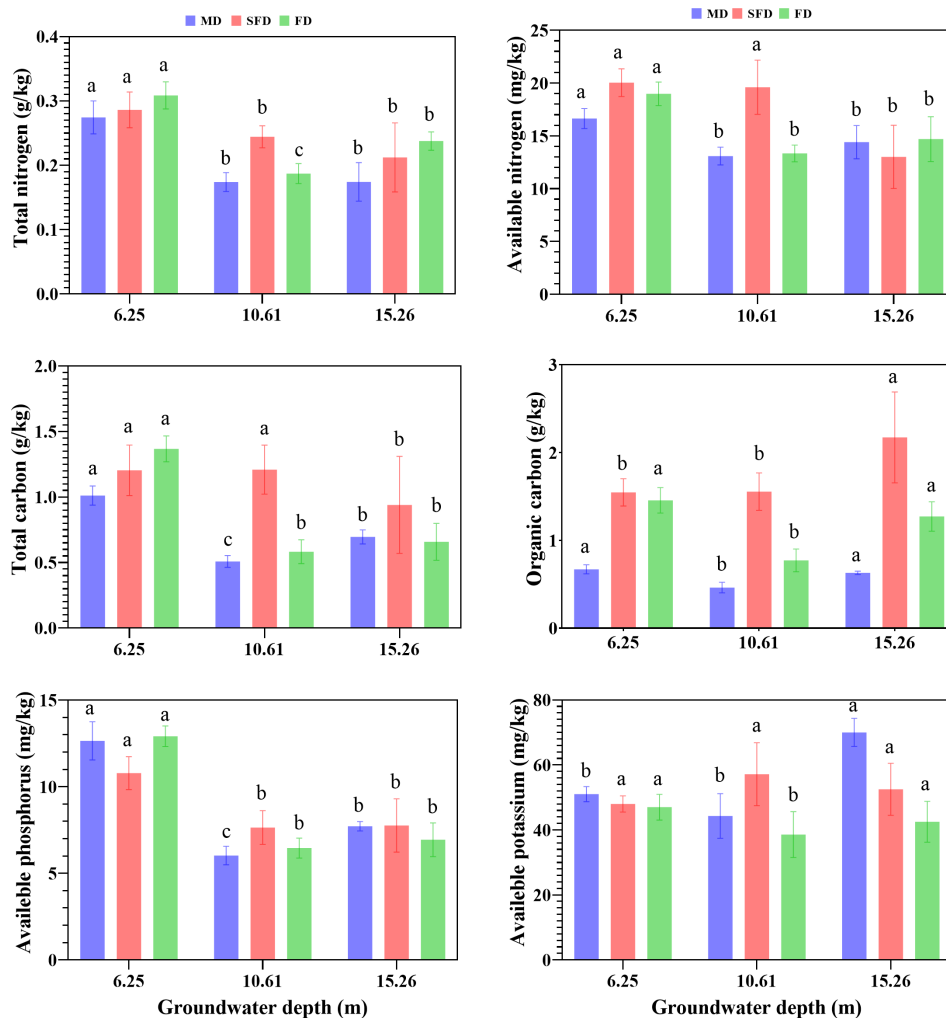 MD SFD FD
Total nitrogen (g/kg)
0.4
0.3
0.2
0.1
0.0
a a a
b b c
b b b
6.25 10.61 15.26
MD SFD FD
Available nitrogen (mg/kg)
25
20
15
10
5
0
a a a
b a b
b b b
6.25 10.61 15.26
Total carbon (g/kg)
2.0
1.5
1.0
0.5
0.0
a a a
c a b
b b b
6.25 10.61 15.26
Organic carbon (g/kg)
3
2
1
0
a b a
b b b
a a a
6.25 10.61 15.26
Availeble phosphorus (mg/kg)
15
10
5
0
a a a
c b b
b b b
6.25 10.61 15.26
Groundwater depth (m)
Availeble potassium (mg/kg)
80
60
40
20
0
b a a
b a b
a a a
6.25 10.61 15.26
Groundwater depth (m)